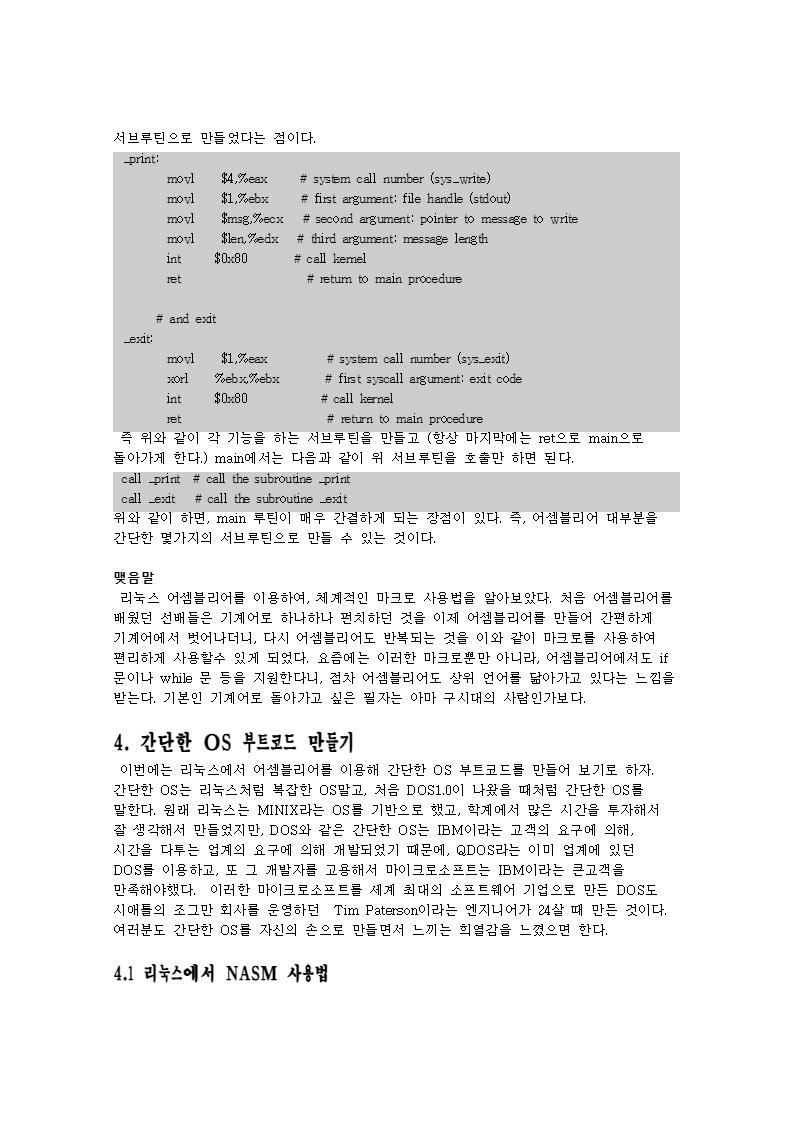 서브루틴으로 만들었다는 점이다.
_print:
movl $4,%eax # system call number (sys_write)
movl $1,%ebx # first argument: file handle (stdout)
movl $msg,%ecx # second argument: pointer to message to write
movl $len,%edx # third argument: message length
int $0x80 # call kernel
ret # return to main procedure
# and exit
_exit:
movl $1,%eax # system call number (sys_exit)
xorl %ebx,%ebx # first syscall argument: exit code
int $0x80 # call kernel
ret # return to main procedure
즉 위와 같이 각 기능을 하는 서브루틴을 만들고 (항상 마지막에는 ret으로 main으로
돌아가게 한다.) main에서는 다음과 같이 위 서브루틴을 호출만 하면 된다.
call _print # call the subroutine _print
call _exit # call the subroutine _exit
위와 같이 하면, main 루틴이 매우 간결하게 되는 장점이 있다. 즉, 어셈블리어 대부분을
간단한 몇가지의 서브루틴으로 만들 수 있는 것이다.
맺음말
리눅스 어셈블리어를 이용하여, 체계적인 마크로 사용법을 알아보았다. 처음 어셈블리어를
배웠던 선배들은 기계어로 하나하나 펀치하던 것을 이제 어셈블리어를 만들어 간편하게
기계어에서 벗어나더니, 다시 어셈블리어도 반복되는 것을 이와 같이 마크로를 사용하여
편리하게 사용할수 있게 되었다. 요즘에는 이러한 마크로뿐만 아니라, 어셈블리어에서도 if
문이나 while 문 등을 지원한다니, 점차 어셈블리어도 상위 언어를 닮아가고 있다는 느낌을
받는다. 기본인 기계어로 돌아가고 싶은 필자는 아마 구시대의 사람인가보다.
4. 간단한 OS 부트코드 만들기
이번에는 리눅스에서 어셈블리어를 이용해 간단한 OS 부트코드를 만들어 보기로 하자.
간단한 OS는 리눅스처럼 복잡한 OS말고, 처음 DOS1.0이 나왔을 때처럼 간단한 OS를
말한다. 원래 리눅스는 MINIX라는 OS를 기반으로 했고, 학계에서 많은 시간을 투자해서
잘 생각해서 만들었지만, DOS와 같은 간단한 OS는 IBM이라는 고객의 요구에 의해,
시간을 다투는 업계의 요구에 의해 개발되었기 때문에, QDOS라는 이미 업계에 있던
DOS를 이용하고, 또 그 개발자를 고용해서 마이크로소프트는 IBM이라는 큰고객을
만족해야했다. 이러한 마이크로소프트를 세계 최대의 소프트웨어 기업으로 만든 DOS도
시애틀의 조그만 회사를 운영하던 Tim Paterson이라는 엔지니어가 24살 때 만든 것이다.
여러분도 간단한 OS를 자신의 손으로 만들면서 느끼는 희열감을 느꼈으면 한다.
4.1 리눅스에서 NASM 사용법